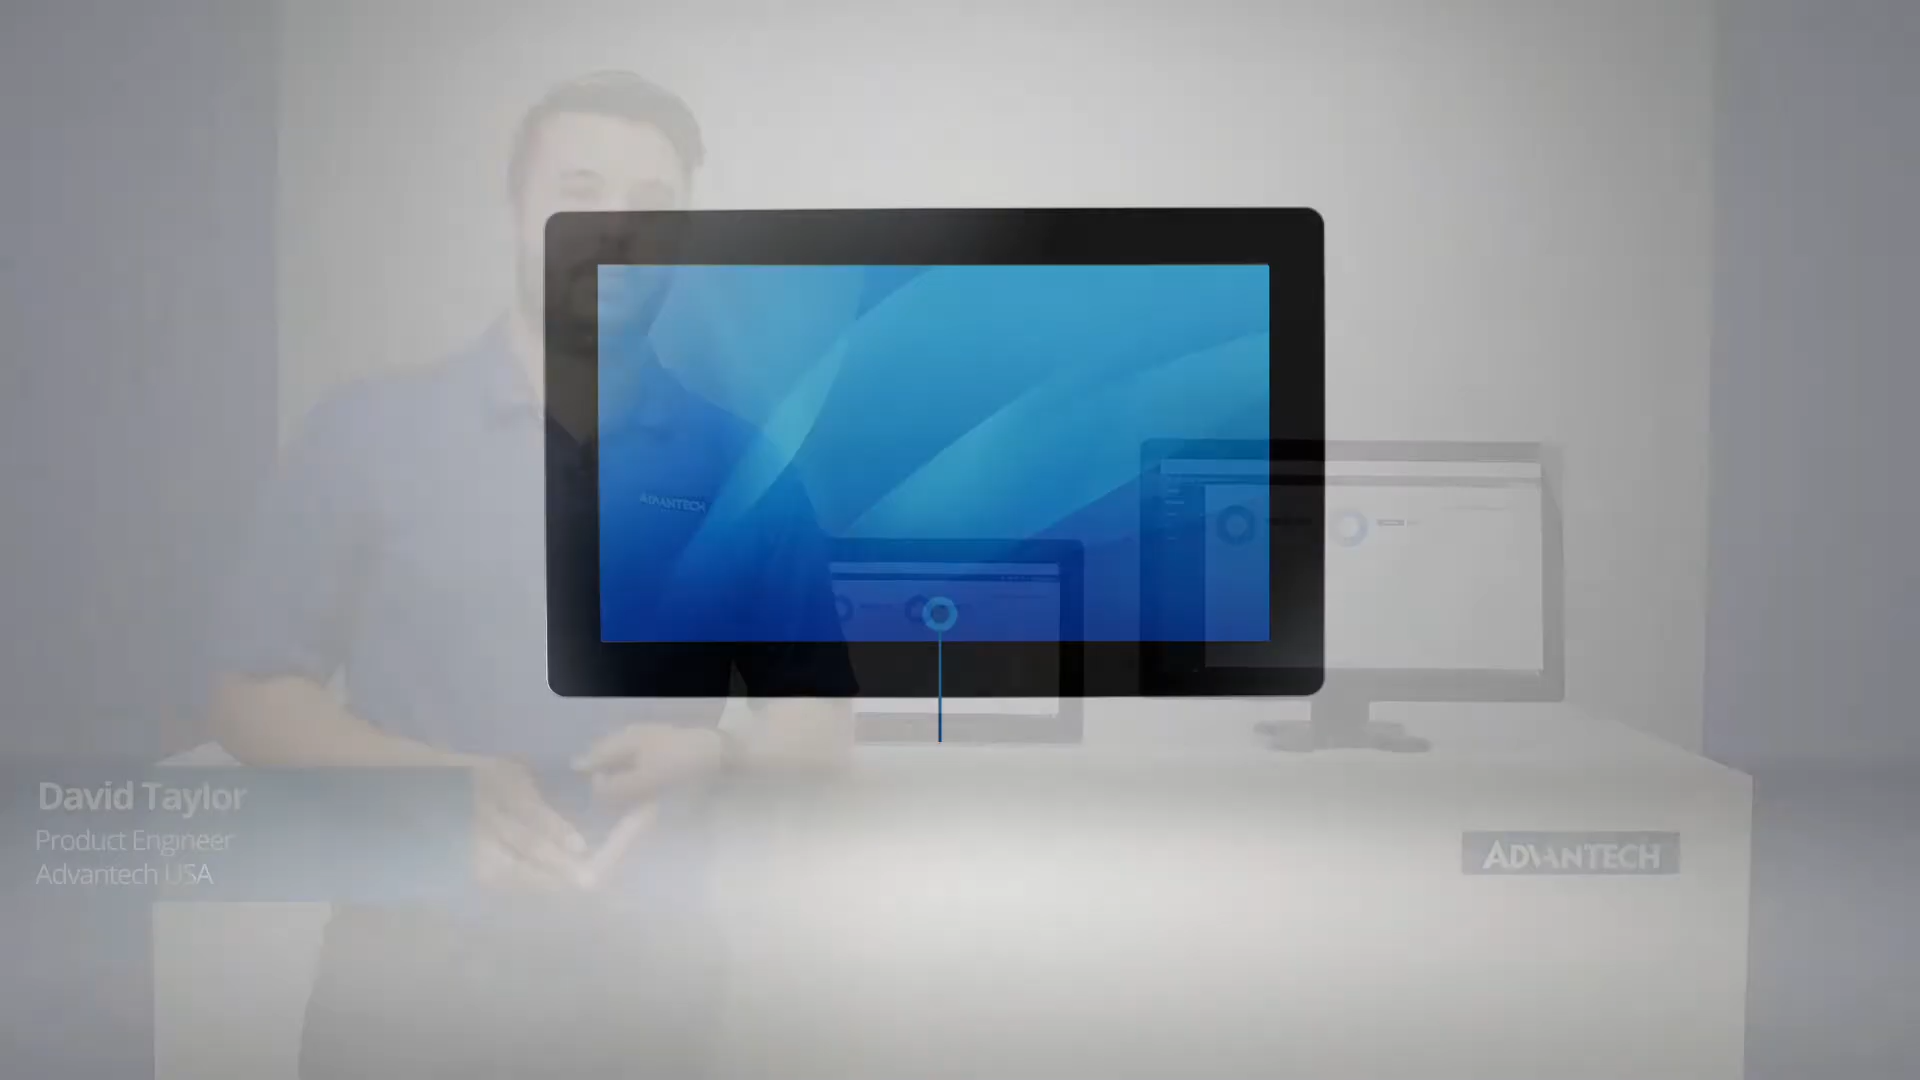 ADVANTECH
David Taylor
Product Engineer
Advantech USA
ADVANTECH